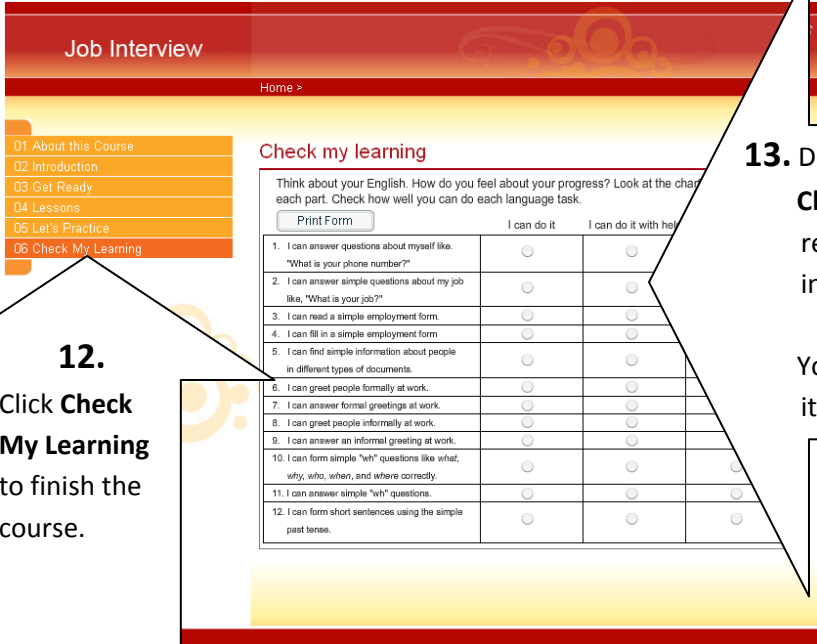 Job Interview
Home >
01 About this Course
02 Introduction
03 Get Ready
04 Lessons
05 Let's Practice
06 Check My Learning
Check my learning
Think about your English. How do you feel about your progress? Look at the
each part. Check how well you can do each language task.
Print Form
I can do it
I can do it with
1. I can answer questions about myself like.
"What is your phone number?"
2. I can answer simple questions about my job
like, "What is your job?"
3. I can read a simple employment form.
4. I can fill in a simple employment form
5. I can find simple information about people
in different types of documents.
6. I can greet people formally at work.
7. I can answer formal greetings at work.
8. I can greet people informally at work.
9. I can answer an informal greeting at work.
10. I can form simple "wh" questions like what,
why, who, when, and where correctly.
11. I can answer simple "wh" questions.
12. I can form short sentences using the simple
past tense.
12.
Click Check
My Learning
to finish the
course.
13.